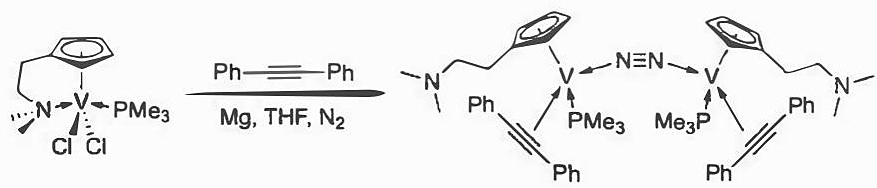 N V PMe3
Cl Cl
Ph Ph
Mg, THF, N2
N V N≡N V N
Ph PMe3 Me3P Ph
Ph Ph